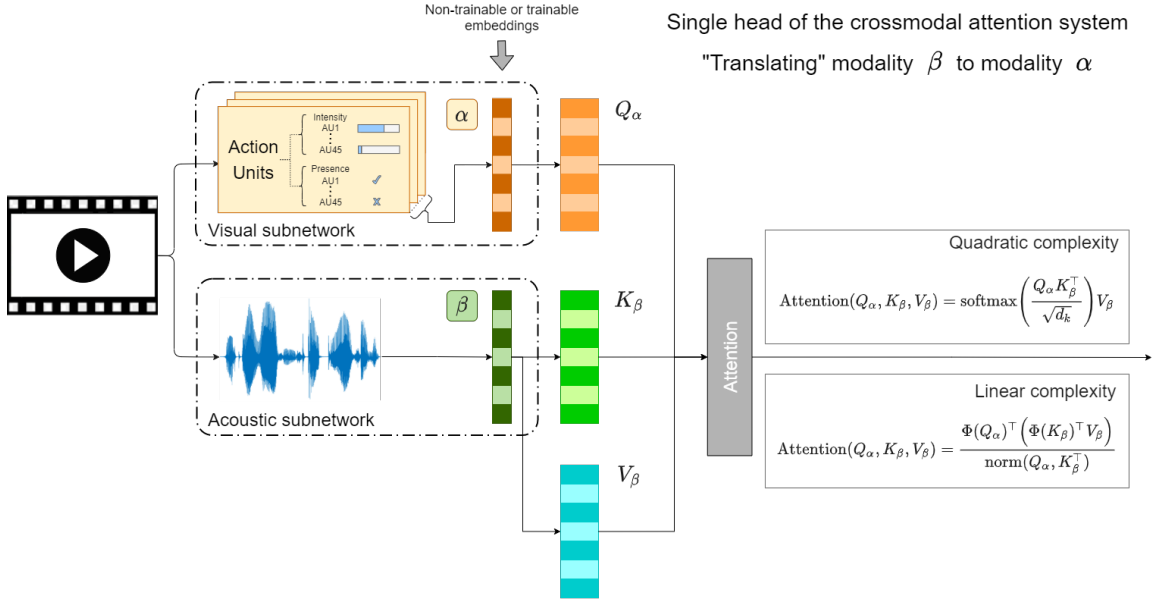 Non-trainable or trainable
embeddings
Single head of the crossmodal attention system
"Translating" modality β to modality α
Action
Units
Intensity
AU1
AU45
Presence
AU1
AU45
α
Visual subnetwork
Q_α
β
Acoustic subnetwork
K_β
V_β
Attention
Quadratic complexity
Attention(Q_α, K_β, V_β) = softmax(Q_α K_β^⊤ / √d_k) V_β
Linear complexity
Attention(Q_α, K_β, V_β) = Φ(Q_α)^⊤ (Φ(K_β)^⊤ V_β) / norm(Q_α, K_β^⊤)